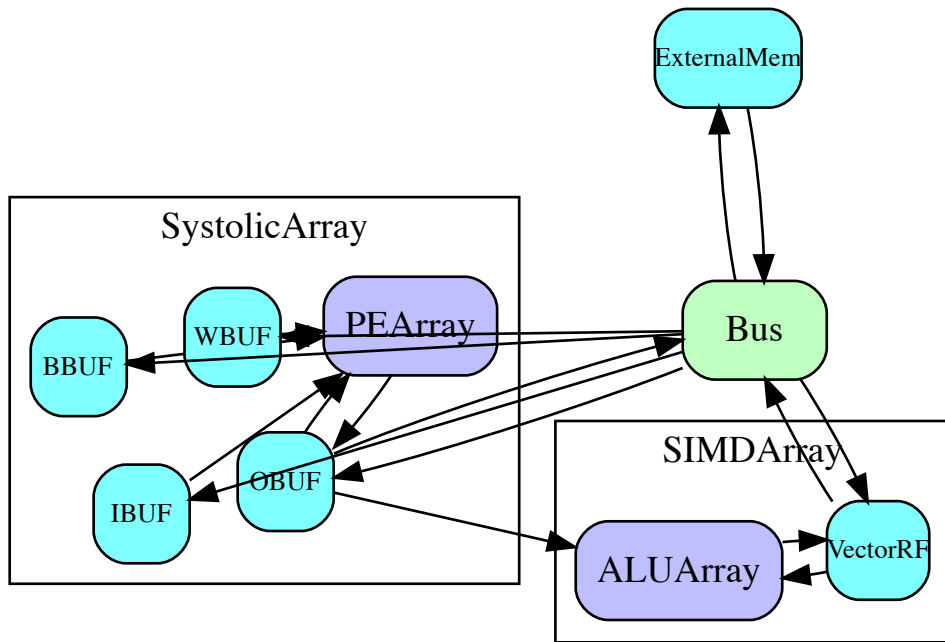 ExternalMem
SystolicArray
PEArray
WBUF
BBUF
Bus
OBUF
IBUF
SIMDArray
ALUArray
VectorRF